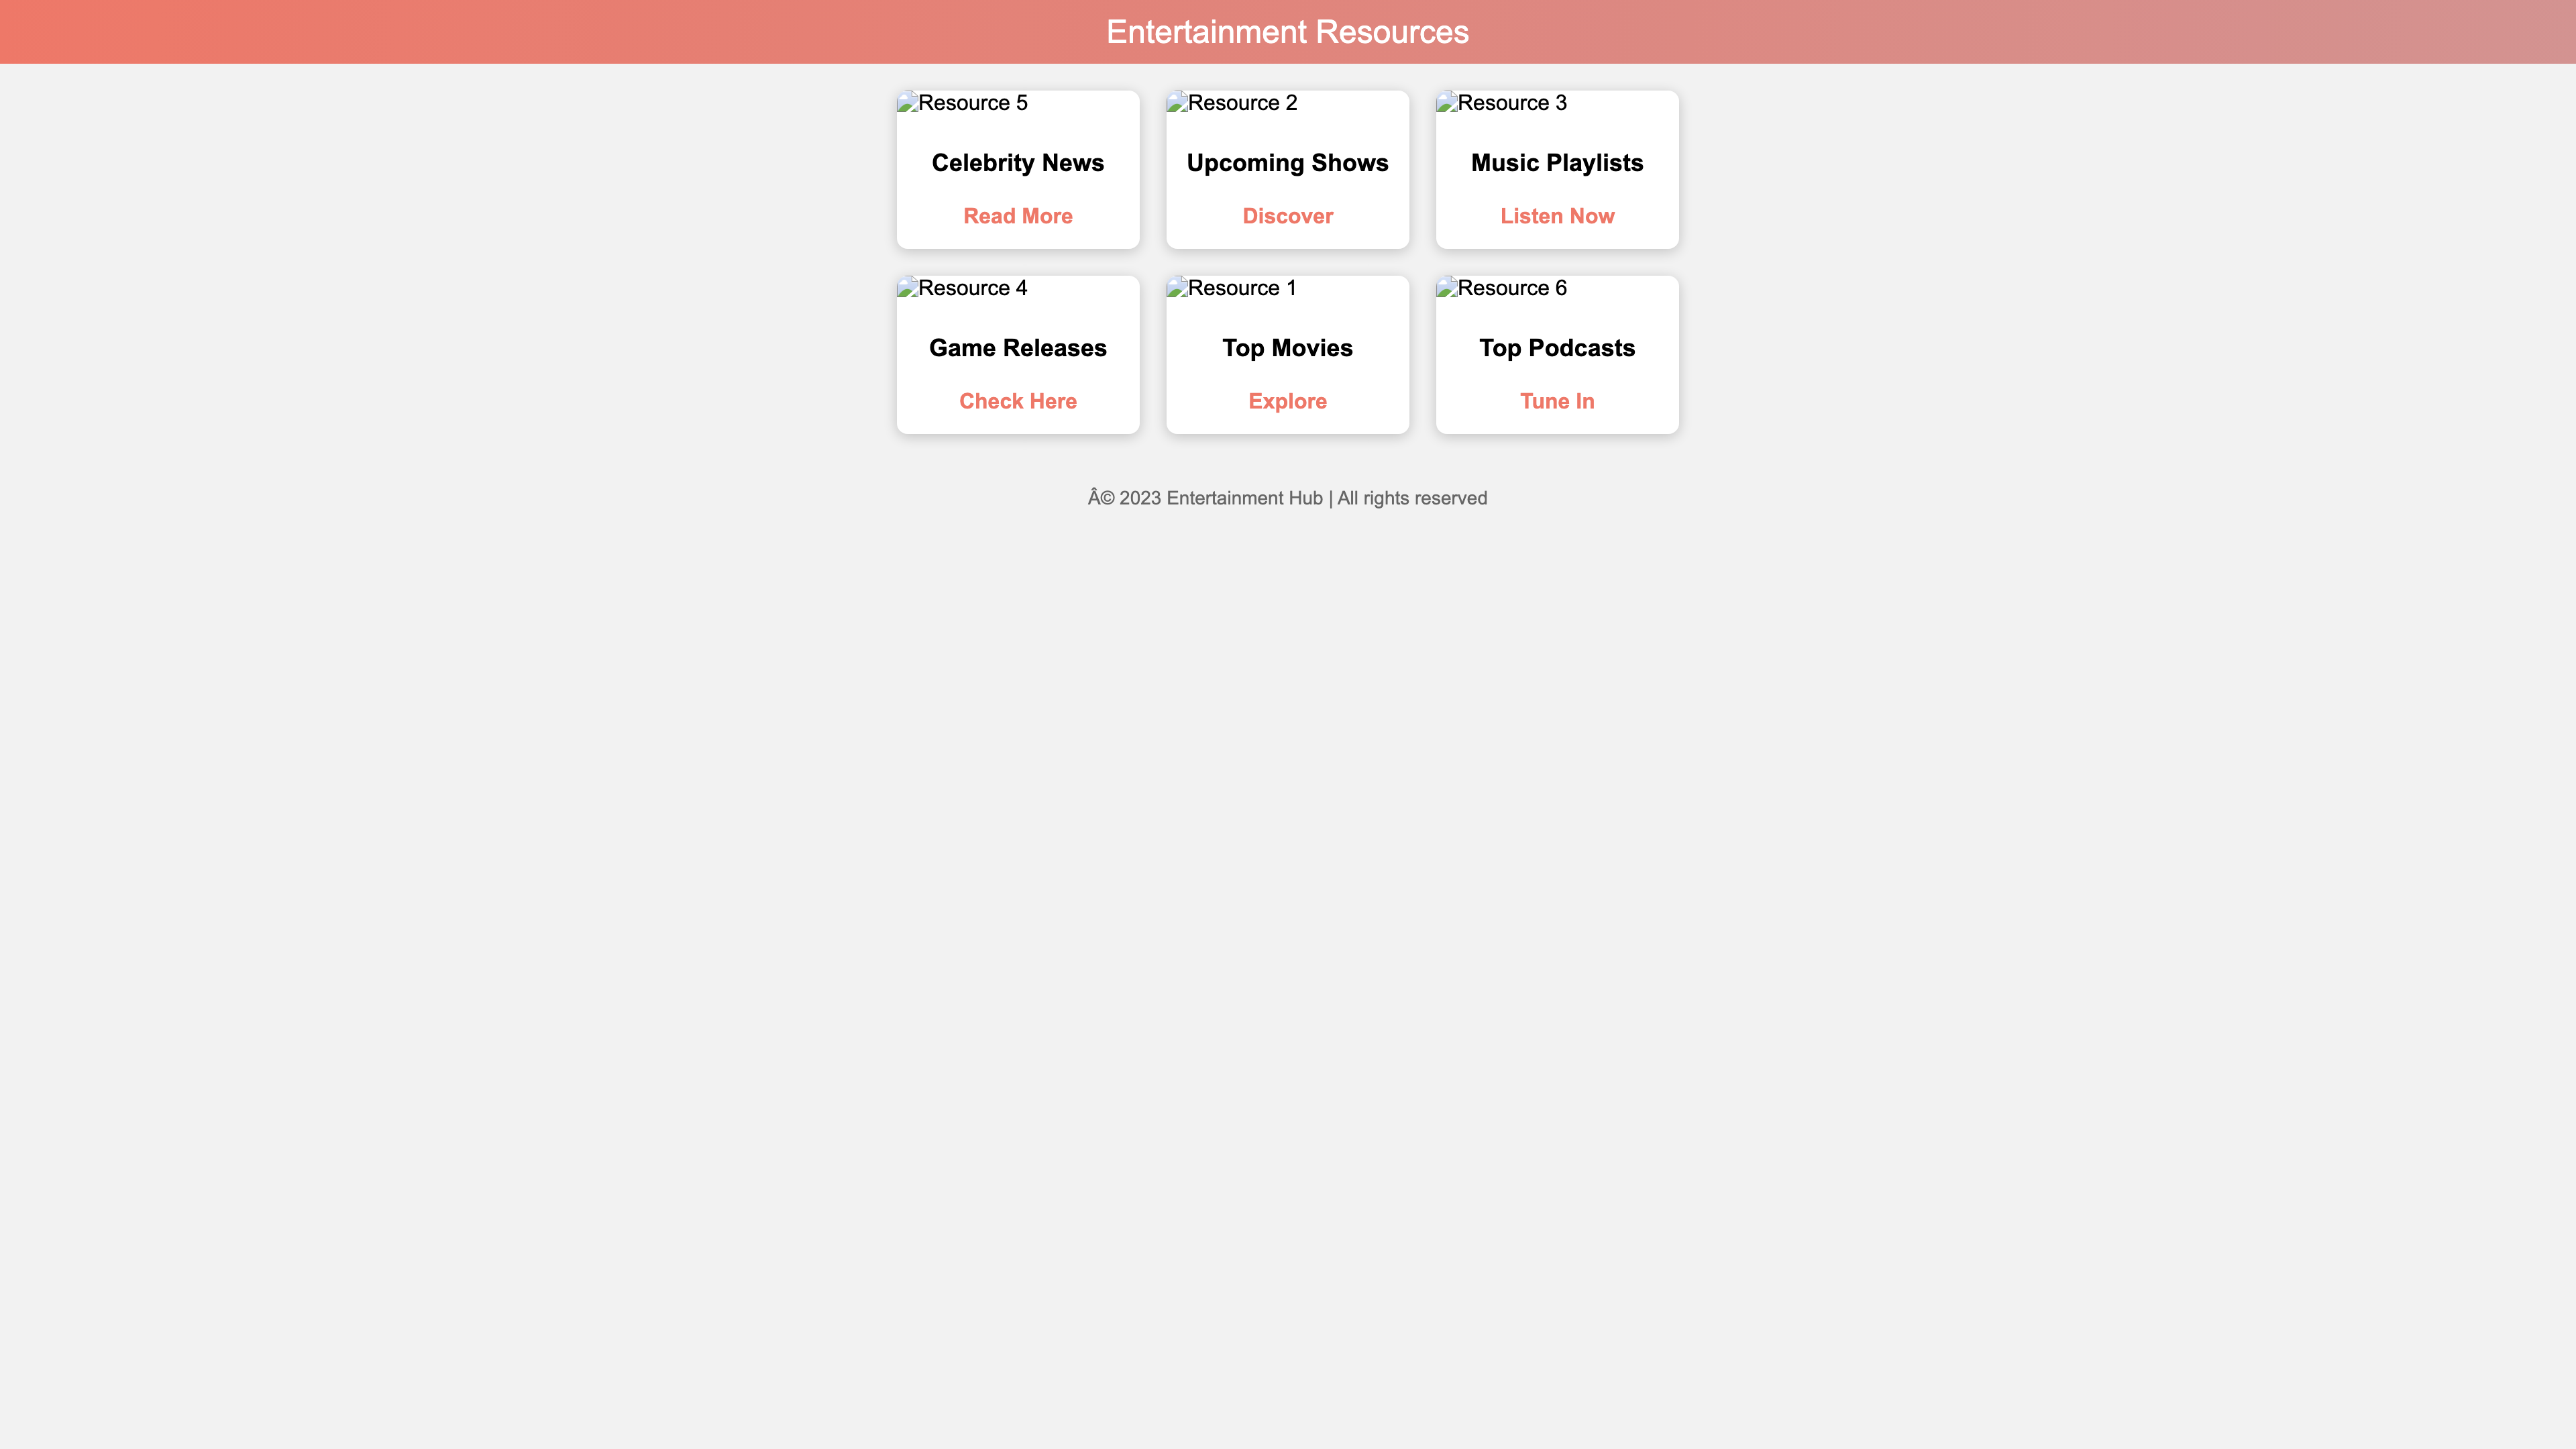 Entertainment Resources
Resource 5
Celebrity News
Read More
Resource 2
Upcoming Shows
Discover
Resource 3
Music Playlists
Listen Now
Resource 4
Game Releases
Check Here
Resource 1
Top Movies
Explore
Resource 6
Top Podcasts
Tune In
Â© 2023 Entertainment Hub | All rights reserved